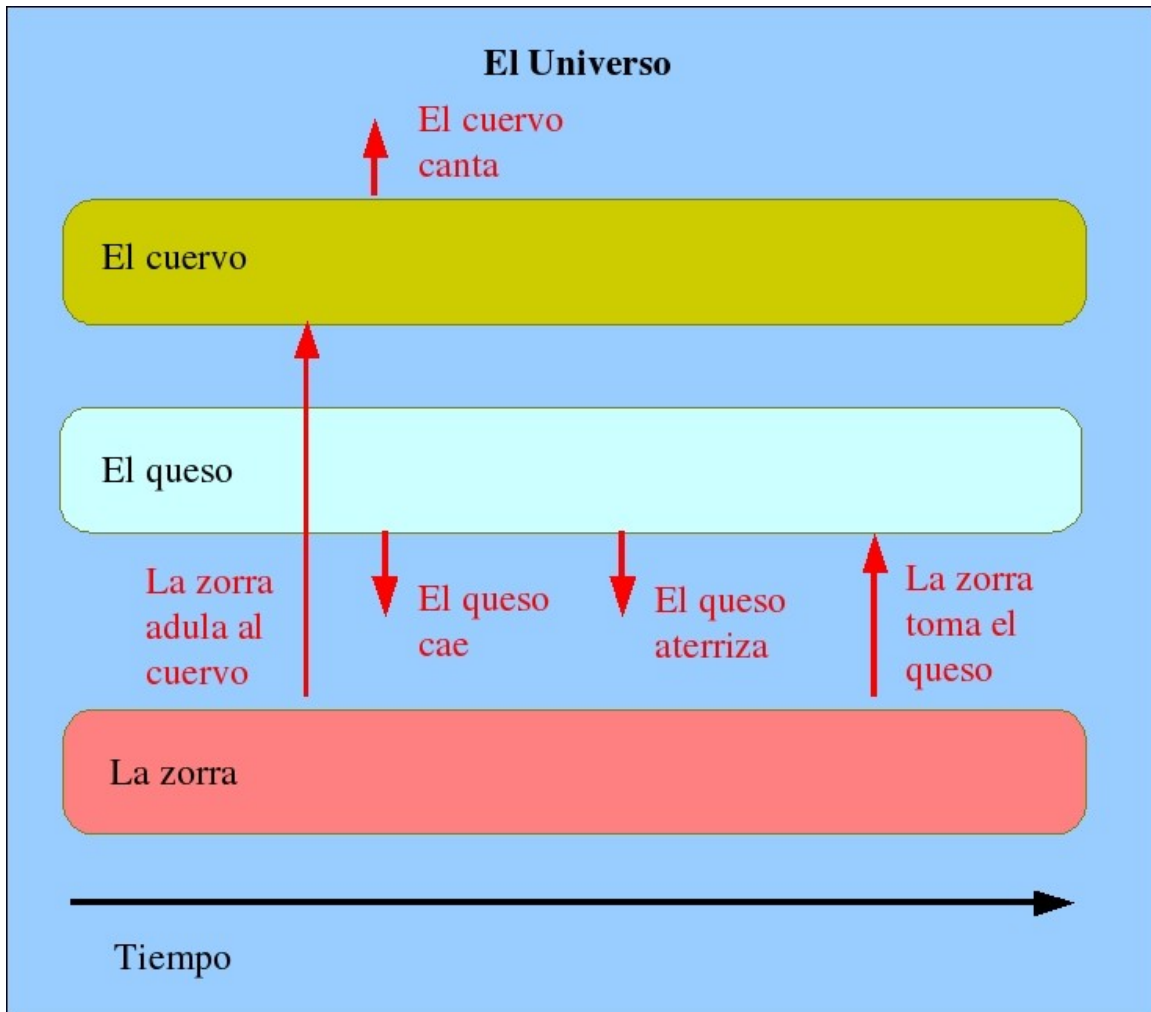 El Universo
El cuervo
canta
El cuervo
El queso
La zorra
adula al
cuervo
El queso
cae
El queso
aterriza
La zorra
toma el
queso
La zorra
Tiempo